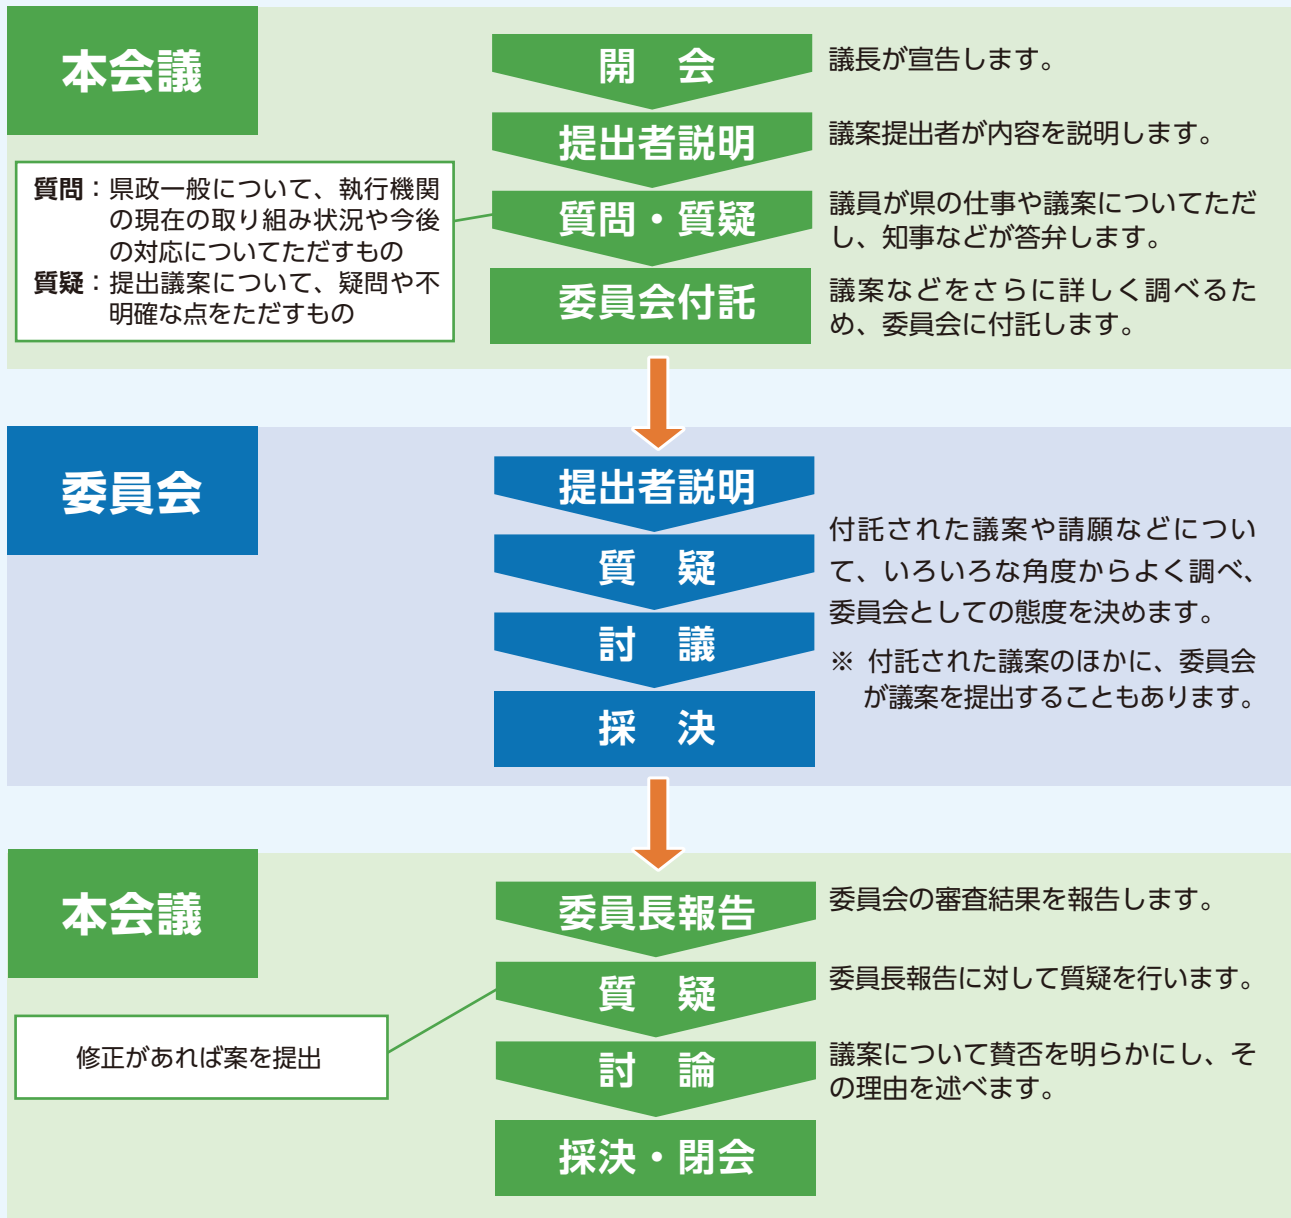 本会議
開　会
議長が宣告します。
提出者説明
議案提出者が内容を説明します。
質問：県政一般について、執行機関
の現在の取り組み状況や今後
の対応についてただすもの
質疑：提出議案について、疑問や不
明確な点をただすもの
質問・質疑
議員が県の仕事や議案についてただ
し、知事などが答弁します。
委員会付託
議案などをさらに詳しく調べるた
め、委員会に付託します。
委員会
提出者説明
質　疑
討　議
採　決
付託された議案や請願などについ
て、いろいろな角度からよく調べ、
委員会としての態度を決めます。
※ 付託された議案のほかに、委員会
が議案を提出することもあります。
本会議
委員長報告
委員会の審査結果を報告します。
質　疑
委員長報告に対して質疑を行います。
修正があれば案を提出
討　論
議案について賛否を明らかにし、そ
の理由を述べます。
採決・閉会